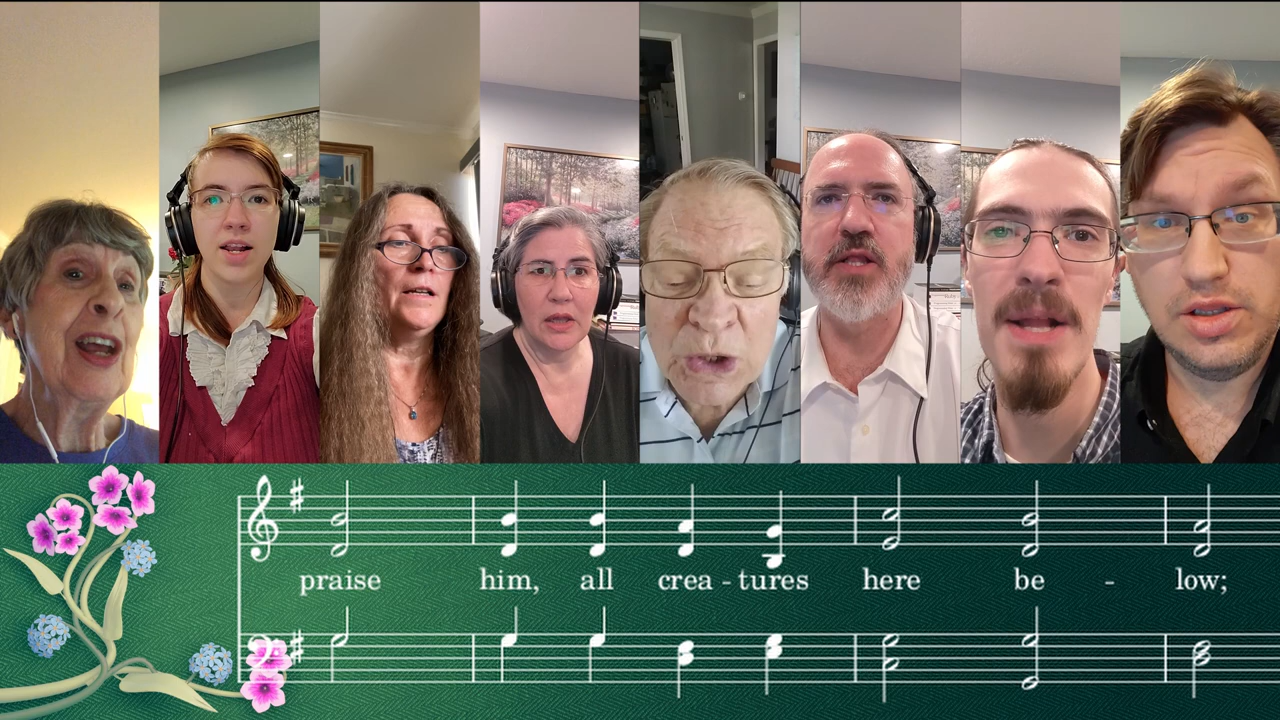 praise him, all crea - tures here be - low;